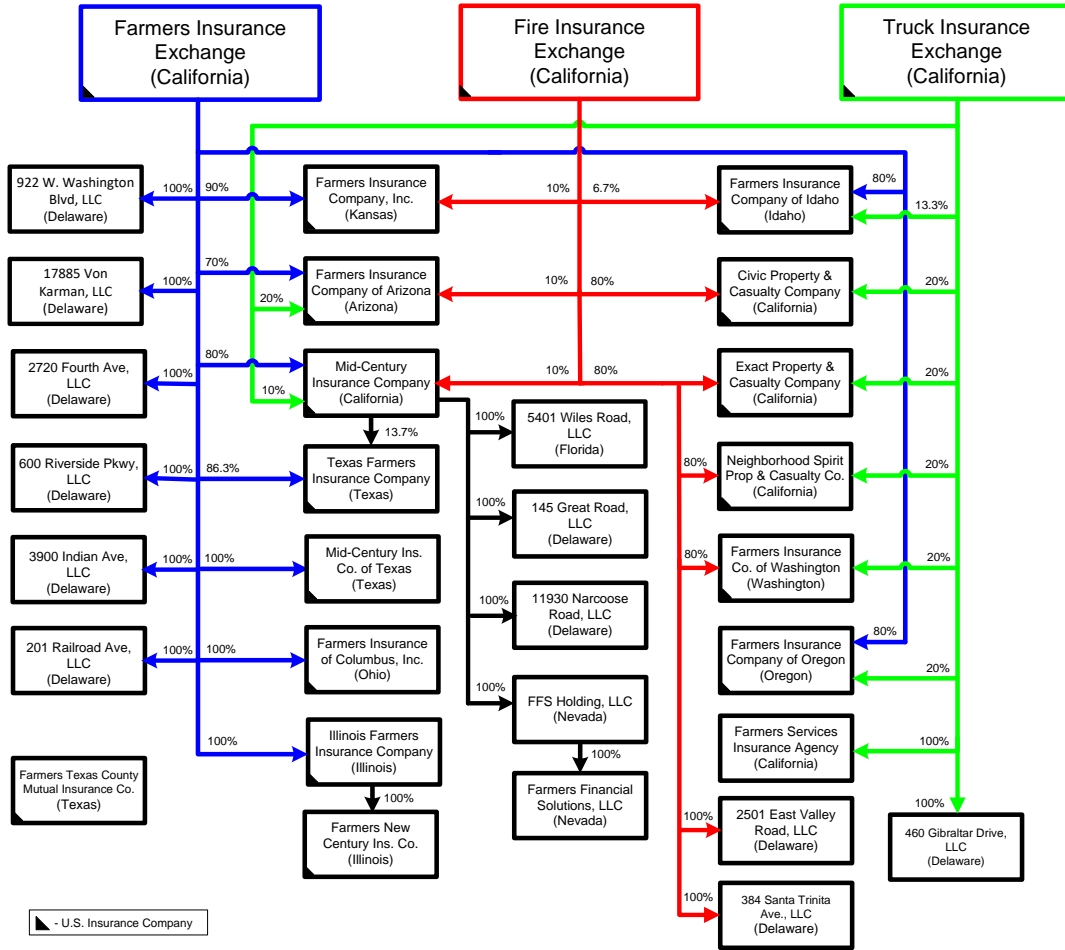 Farmers Insurance
Exchange
(California)
Fire Insurance
Exchange
(California)
Truck Insurance
Exchange
(California)
922 W. Washington
Blvd, LLC
(Delaware)
100%
90%
Farmers Insurance
Company, Inc.
(Kansas)
10%
6.7%
Farmers Insurance
Company of Idaho
(Idaho)
80%
13.3%
17885 Von
Karman, LLC
(Delaware)
100%
70%
20%
Farmers Insurance
Company of Arizona
(Arizona)
10%
80%
Civic Property &
Casualty Company
(California)
20%
2720 Fourth Ave,
LLC
(Delaware)
100%
80%
10%
Mid-Century
Insurance Company
(California)
10%
80%
Exact Property &
Casualty Company
(California)
20%
13.7%
100%
5401 Wiles Road,
LLC
(Florida)
600 Riverside Pkwy,
LLC
(Delaware)
100%
86.3%
Texas Farmers
Insurance Company
(Texas)
80%
Neighborhood Spirit
Prop & Casualty Co.
(California)
20%
100%
145 Great Road,
LLC
(Delaware)
3900 Indian Ave,
LLC
(Delaware)
100%
100%
Mid-Century Ins.
Co. of Texas
(Texas)
80%
Farmers Insurance
Co. of Washington
(Washington)
20%
100%
11930 Narcoose
Road, LLC
(Delaware)
201 Railroad Ave,
LLC
(Delaware)
100%
100%
Farmers Insurance
of Columbus, Inc.
(Ohio)
Farmers Insurance
Company of Oregon
(Oregon)
80%
20%
100%
FFS Holding, LLC
(Nevada)
100%
Illinois Farmers
Insurance Company
(Illinois)
Farmers Services
Insurance Agency
(California)
100%
Farmers Texas County
Mutual Insurance Co.
(Texas)
100%
100%
Farmers Financial
Solutions, LLC
(Nevada)
Farmers New
Century Ins. Co.
(Illinois)
100%
2501 East Valley
Road, LLC
(Delaware)
100%
460 Gibraltar Drive,
LLC
(Delaware)
100%
384 Santa Trinita
Ave., LLC
(Delaware)
- U.S. Insurance Company